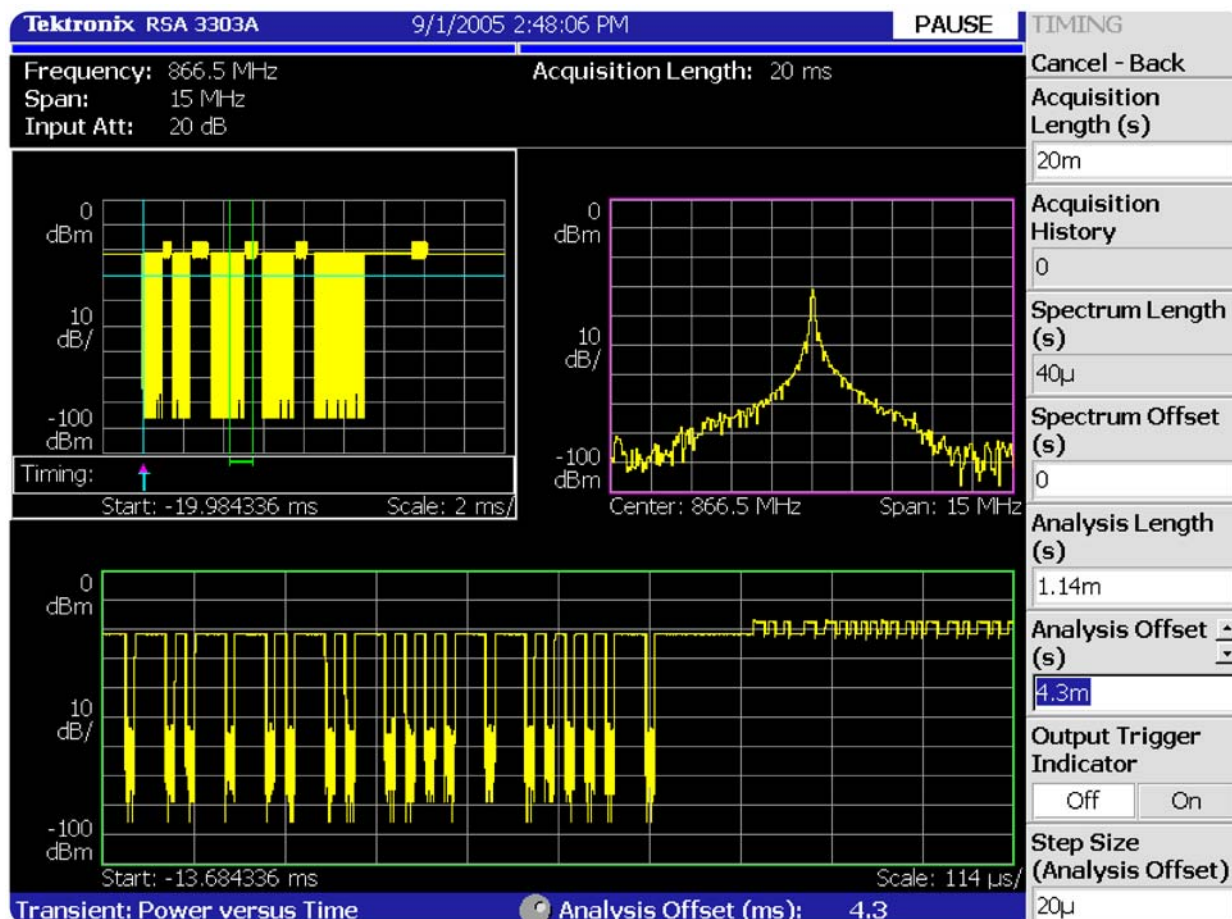 Tektronix RSA 3303A 9/1/2005 2:48:06 PM PAUSE
Frequency: 866.5 MHz
Span: 15 MHz
Input Att: 20 dB
Acquisition Length: 20 ms
0
dBm
10
dB/
-100
dBm
Timing:
Start: -19.984336 ms Scale: 2 ms/
0
dBm
10
dB/
-100
dBm
Center: 866.5 MHz Span: 15 MHz
0
dBm
10
dB/
-100
dBm
Start: -13.684336 ms Scale: 114 µs/
Transient: Power versus Time Analysis Offset (ms): 4.3
TIMING
Cancel - Back
Acquisition
Length (s)
20m
Acquisition
History
0
Spectrum Length
(s)
40µ
Spectrum Offset
(s)
0
Analysis Length
(s)
1.14m
Analysis Offset
(s)
4.3m
Output Trigger
Indicator
Off On
Step Size
(Analysis Offset)
20µ